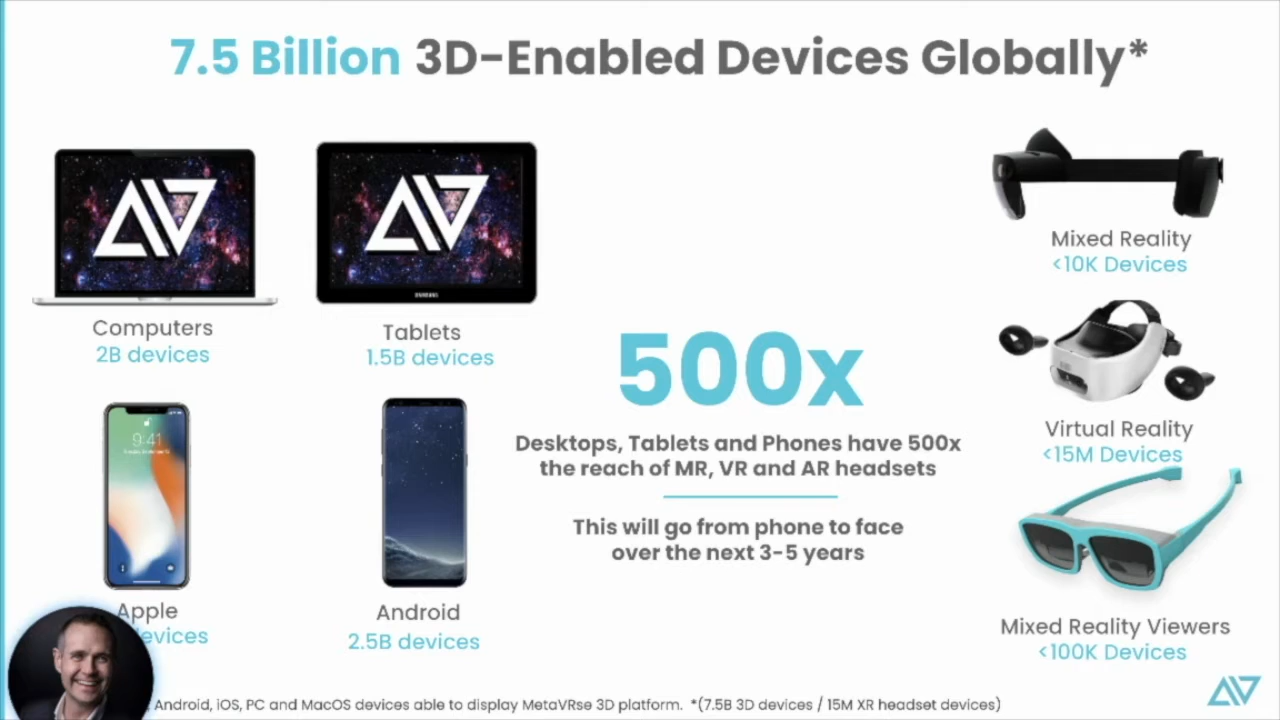 7.5 Billion 3D-Enabled Devices Globally*
Computers
2B devices
Tablets
1.5B devices
Apple
devices
Android
2.5B devices
500x
Desktops, Tablets and Phones have 500x
the reach of MR, VR and AR headsets
This will go from phone to face
over the next 3-5 years
Mixed Reality
<10K Devices
Virtual Reality
<15M Devices
Mixed Reality Viewers
<100K Devices
9:41
SAMSUNG
Android, iOS, PC and MacOS devices able to display MetaVRse 3D platform. *(7.5B 3D devices / 15M XR headset devices)